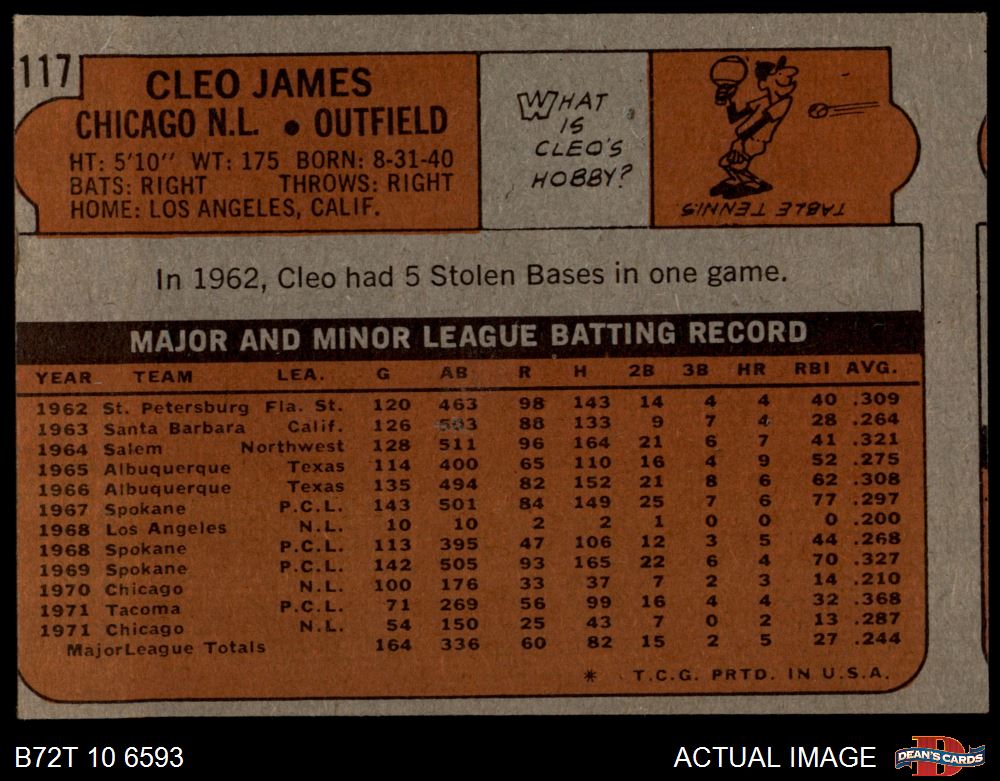 117
CLEO JAMES
CHICAGO N.L. • OUTFIELD
HT: 5'10" WT: 175 BORN: 8-31-40
BATS: RIGHT THROWS: RIGHT
HOME: LOS ANGELES, CALIF.
WHAT
IS
CLEO'S
HOBBY?
TABLE TENNIS
In 1962, Cleo had 5 Stolen Bases in one game.
MAJOR AND MINOR LEAGUE BATTING RECORD
YEAR TEAM LEA. G AB R H 2B 3B HR RBI AVG.
1962 St. Petersburg Fla. St. 120 463 98 143 14 4 4 40 .309
1963 Santa Barbara Calif. 126 503 88 133 9 7 4 28 .264
1964 Salem Northwest 128 511 96 164 21 6 7 41 .321
1965 Albuquerque Texas 114 400 65 110 16 4 9 52 .275
1966 Albuquerque Texas 135 494 82 152 21 8 6 62 .308
1967 Spokane P.C.L. 143 501 84 149 25 7 6 77 .297
1968 Los Angeles N.L. 10 10 2 2 1 0 0 0 .200
1968 Spokane P.C.L. 113 395 47 106 12 3 5 44 .268
1969 Spokane P.C.L. 142 505 93 165 22 6 4 70 .327
1970 Chicago N.L. 100 176 33 37 7 2 3 14 .210
1971 Tacoma P.C.L. 71 269 56 99 16 4 4 32 .368
1971 Chicago N.L. 54 150 25 43 7 0 2 13 .287
Major League Totals 164 336 60 82 15 2 5 27 .244
* T.C.G. PRTD. IN U.S.A.
B72T 10 6593
ACTUAL IMAGE
D
DEAN'S CARDS